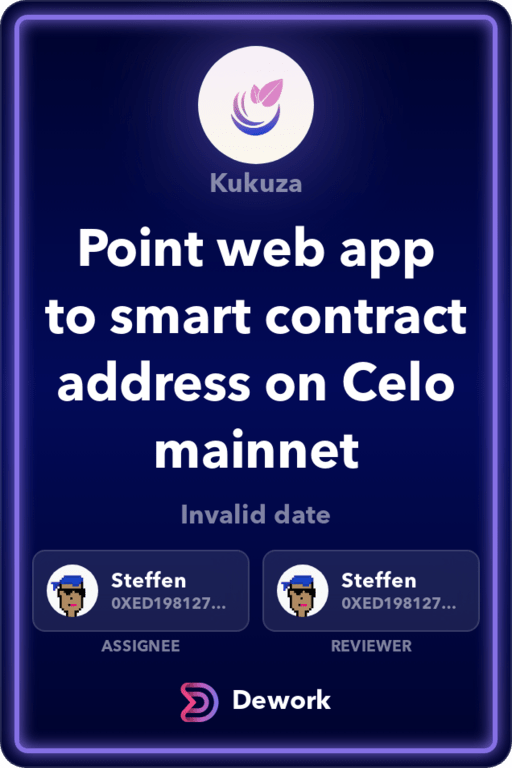 Kukuza
Point web app
to smart contract
address on Celo
mainnet
Invalid date
Steffen
0XED198127...
ASSIGNEE
Steffen
0XED198127...
REVIEWER
Dework